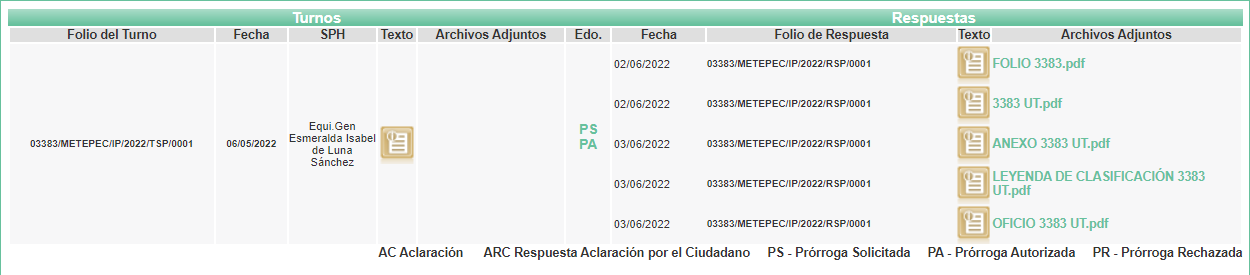 Turnos Respuestas
Folio del Turno Fecha SPH Texto Archivos Adjuntos Edo. Fecha Folio de Respuesta Texto Archivos Adjuntos
03383/METEPEC/IP/2022/TSP/0001 06/05/2022
Equi.Gen
Esmeralda Isabel
de Luna
Sánchez
PS
PA
02/06/2022 03383/METEPEC/IP/2022/RSP/0001 FOLIO 3383.pdf
02/06/2022 03383/METEPEC/IP/2022/RSP/0001 3383 UT.pdf
03/06/2022 03383/METEPEC/IP/2022/RSP/0001 ANEXO 3383 UT.pdf
03/06/2022 03383/METEPEC/IP/2022/RSP/0001 LEYENDA DE CLASIFICACIÓN 3383
UT.pdf
03/06/2022 03383/METEPEC/IP/2022/RSP/0001 OFICIO 3383 UT.pdf
AC Aclaración ARC Respuesta Aclaración por el Ciudadano PS - Prórroga Solicitada PA - Prórroga Autorizada PR - Prórroga Rechazada